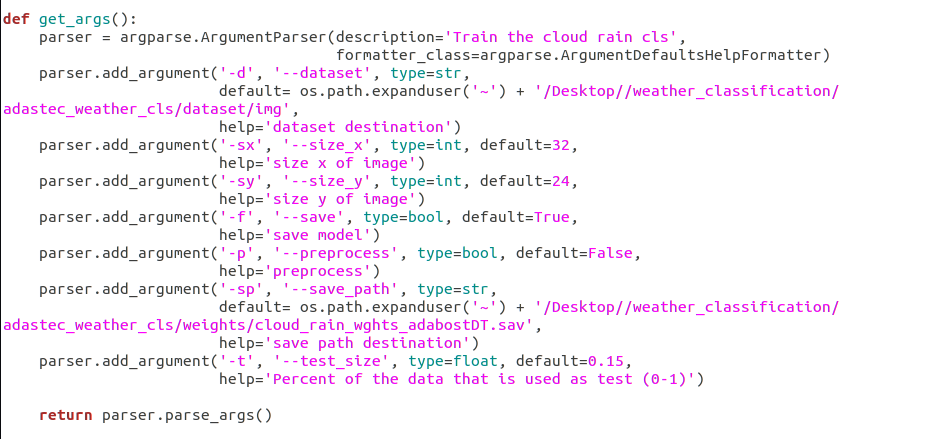 def get_args():
    parser = argparse.ArgumentParser(description='Train the cloud rain cls',
                                     formatter_class=argparse.ArgumentDefaultsHelpFormatter)
    parser.add_argument('-d', '--dataset', type=str,
                        default= os.path.expanduser('~') + '/Desktop//weather_classification/
adastec_weather_cls/dataset/img',
                        help='dataset destination')
    parser.add_argument('-sx', '--size_x', type=int, default=32,
                        help='size x of image')
    parser.add_argument('-sy', '--size_y', type=int, default=24,
                        help='size y of image')
    parser.add_argument('-f', '--save', type=bool, default=True,
                        help='save model')
    parser.add_argument('-p', '--preprocess', type=bool, default=False,
                        help='preprocess')
    parser.add_argument('-sp', '--save_path', type=str,
                        default= os.path.expanduser('~') + '/Desktop//weather_classification/
adastec_weather_cls/weights/cloud_rain_wghts_adabostDT.sav',
                        help='save path destination')
    parser.add_argument('-t', '--test_size', type=float, default=0.15,
                        help='Percent of the data that is used as test (0-1)')

    return parser.parse_args()